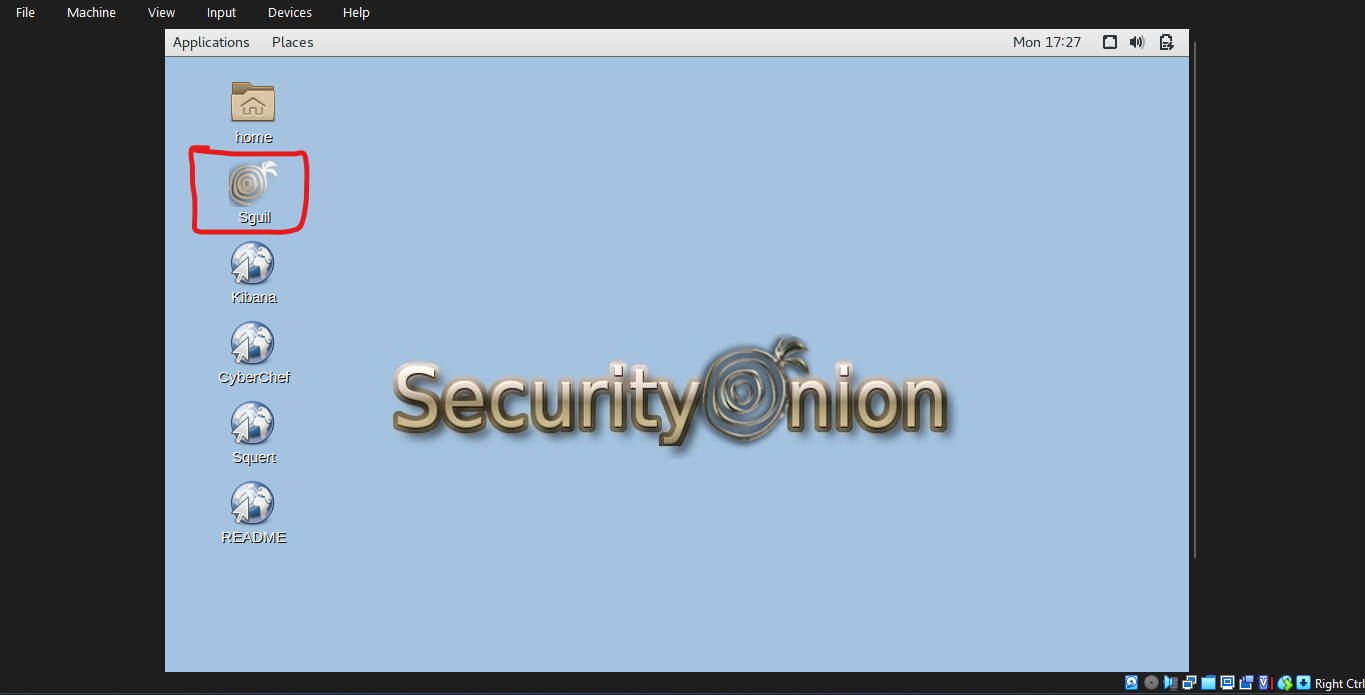 File Machine View Input Devices Help
Applications Places Mon 17:27
home
Sguil
Kibana
CyberChef
Squert
README
SecurityOnion
Right Ctrl